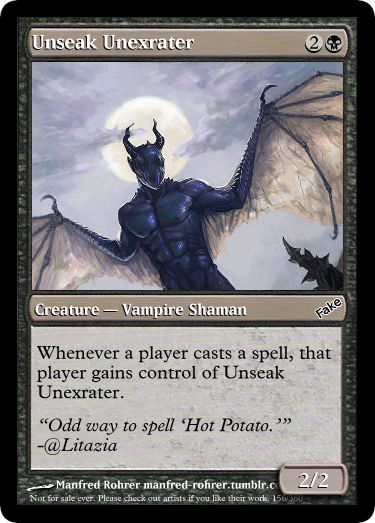 Unseak Unexrater 2
Creature — Vampire Shaman Fake
Whenever a player casts a spell, that
player gains control of Unseak
Unexrater.
“Odd way to spell ‘Hot Potato.’”
-@Litazia
2/2
Manfred Rohrer manfred-rohrer.tumblr.c
Not for sale ever. Please check out artists if you like their work. 156/360